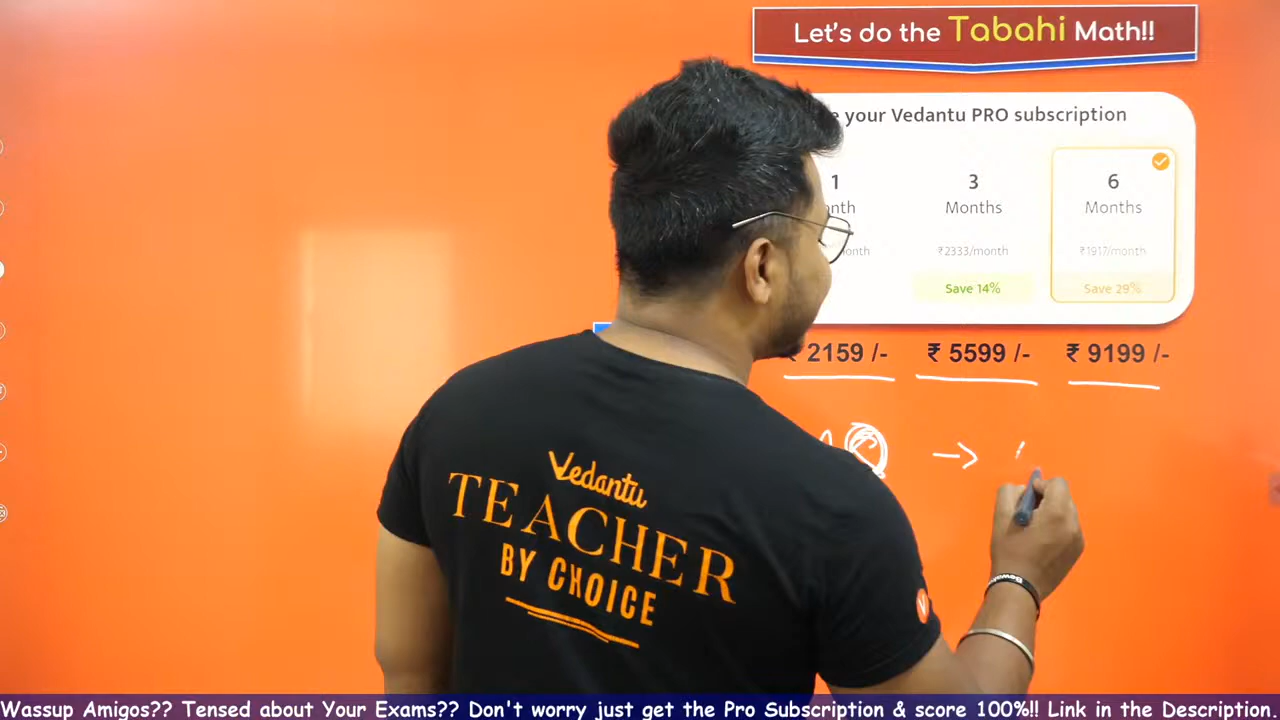 Let's do the Tabahi Math!!
your Vedantu PRO subscription
1
3
6
Months
Months
₹2333/month
₹1917/month
Save 14%
Save 29%
2159 /-
₹ 5599 /-
₹ 9199 /-
→
Vedantu
TEACHER
BY CHOICE
Wassup Amigos?? Tensed about Your Exams?? Don't worry just get the Pro Subscription & score 100%!! Link in the Description.